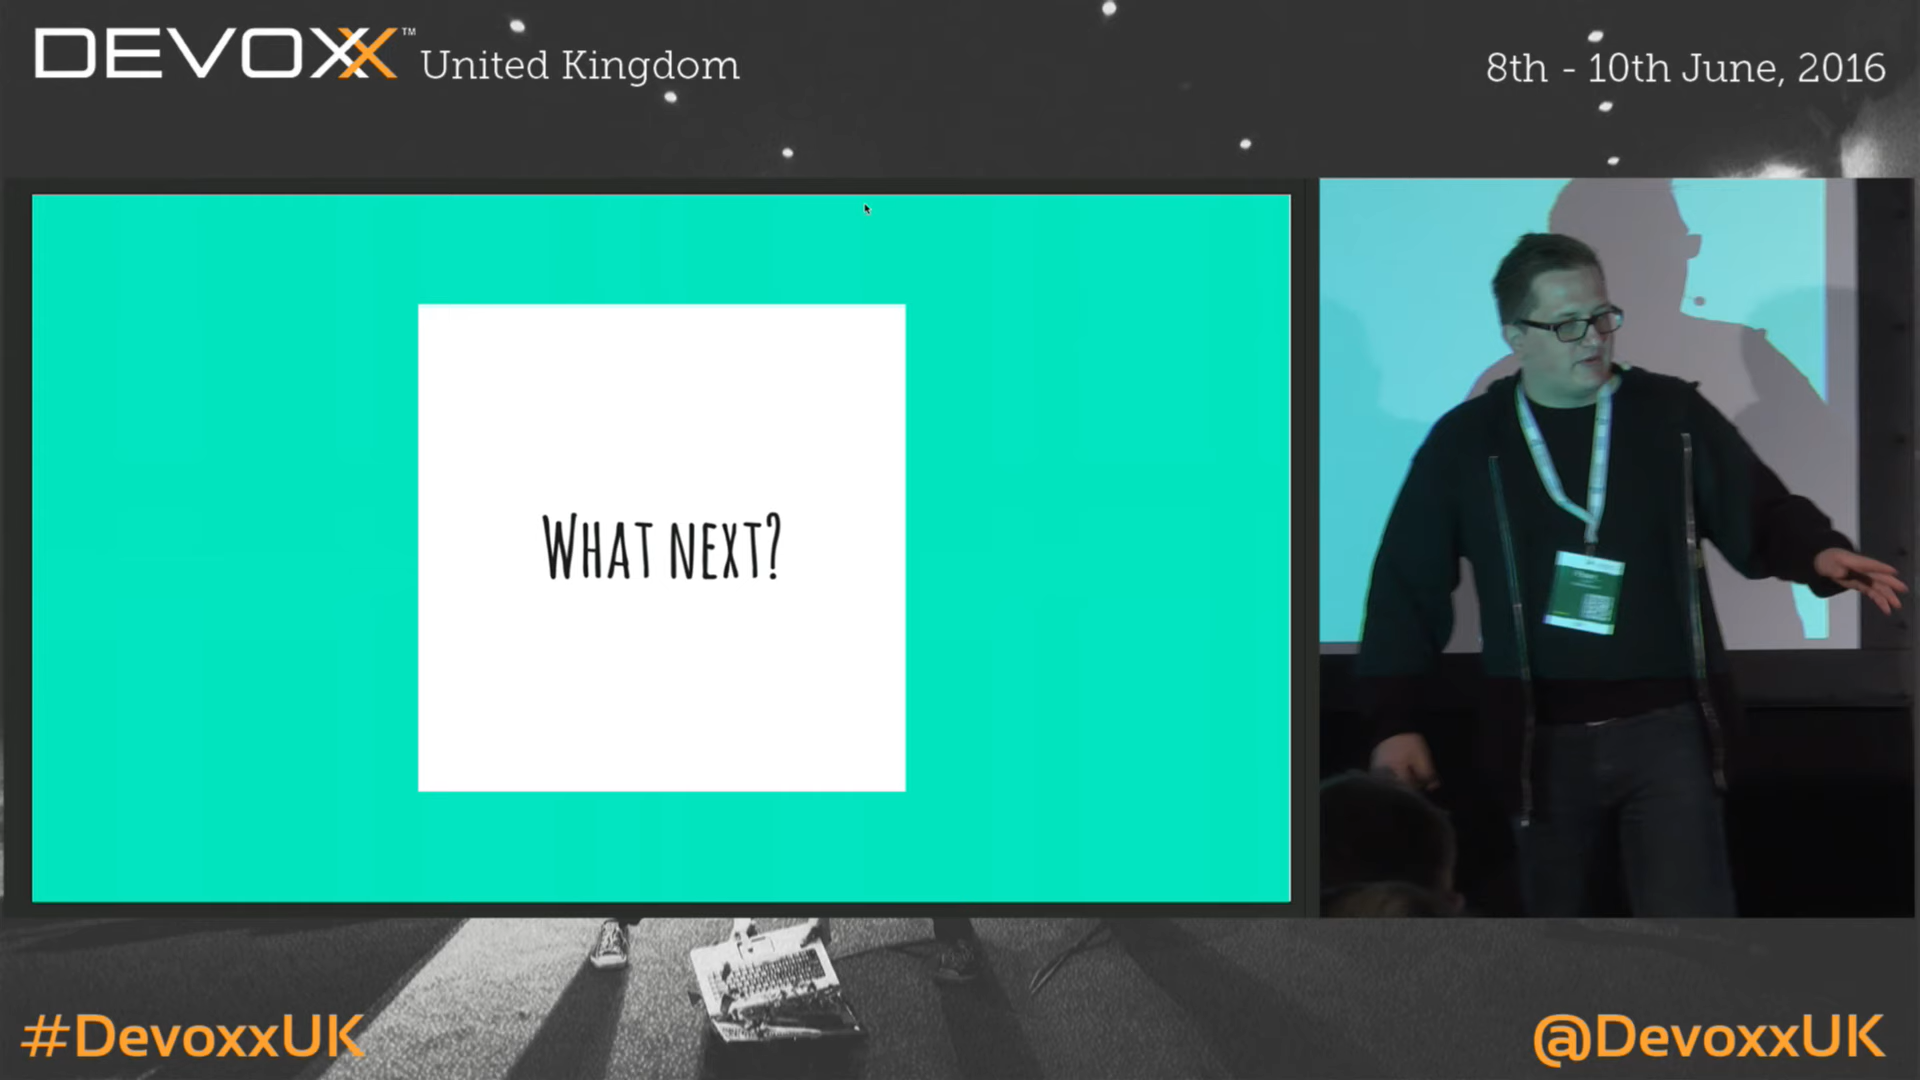 DEVOXX™ United Kingdom
8th - 10th June, 2016
WHAT NEXT?
#DevoxxUK
@DevoxxUK